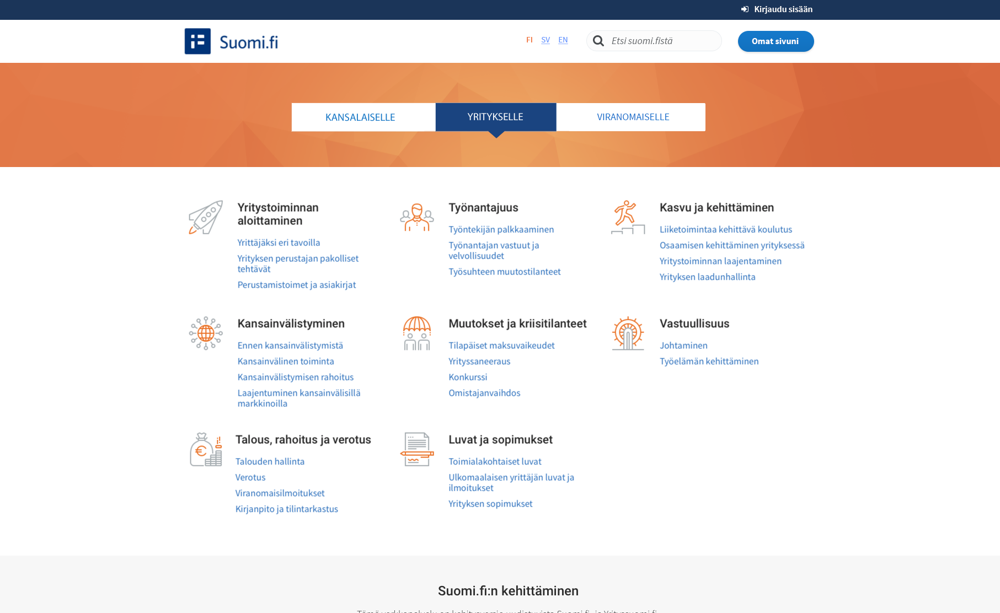 Kirjaudu sisään
Suomi.fi
FI SV EN
Etsi suomi.fistä
Omat sivuni
KANSALAISELLE
YRITYKSELLE
VIRANOMAISELLE
Yritystoiminnan
aloittaminen
Yrittäjäksi eri tavoilla
Yrityksen perustajan pakolliset
tehtävät
Perustamistoimet ja asiakirjat
Työnantajuus
Työntekijän palkkaaminen
Työnantajan vastuut ja
velvollisuudet
Työsuhteen muutostilanteet
Kasvu ja kehittäminen
Liiketoimintaa kehittävä koulutus
Osaamisen kehittäminen yrityksessä
Yritystoiminnan laajentaminen
Yrityksen laadunhallinta
Kansainvälistyminen
Ennen kansainvälistymistä
Kansainvälinen toiminta
Kansainvälistymisen rahoitus
Laajentuminen kansainvälisillä
markkinoilla
Muutokset ja kriisitilanteet
Tilapäiset maksuvaikeudet
Yrityssaneeraus
Konkurssi
Omistajanvaihdos
Vastuullisuus
Johtaminen
Työelämän kehittäminen
Talous, rahoitus ja verotus
Talouden hallinta
Verotus
Viranomaisilmoitukset
Kirjanpito ja tilintarkastus
Luvat ja sopimukset
Toimialakohtaiset luvat
Ulkomaalaisen yrittäjän luvat ja
ilmoitukset
Yrityksen sopimukset
Suomi.fi:n kehittäminen